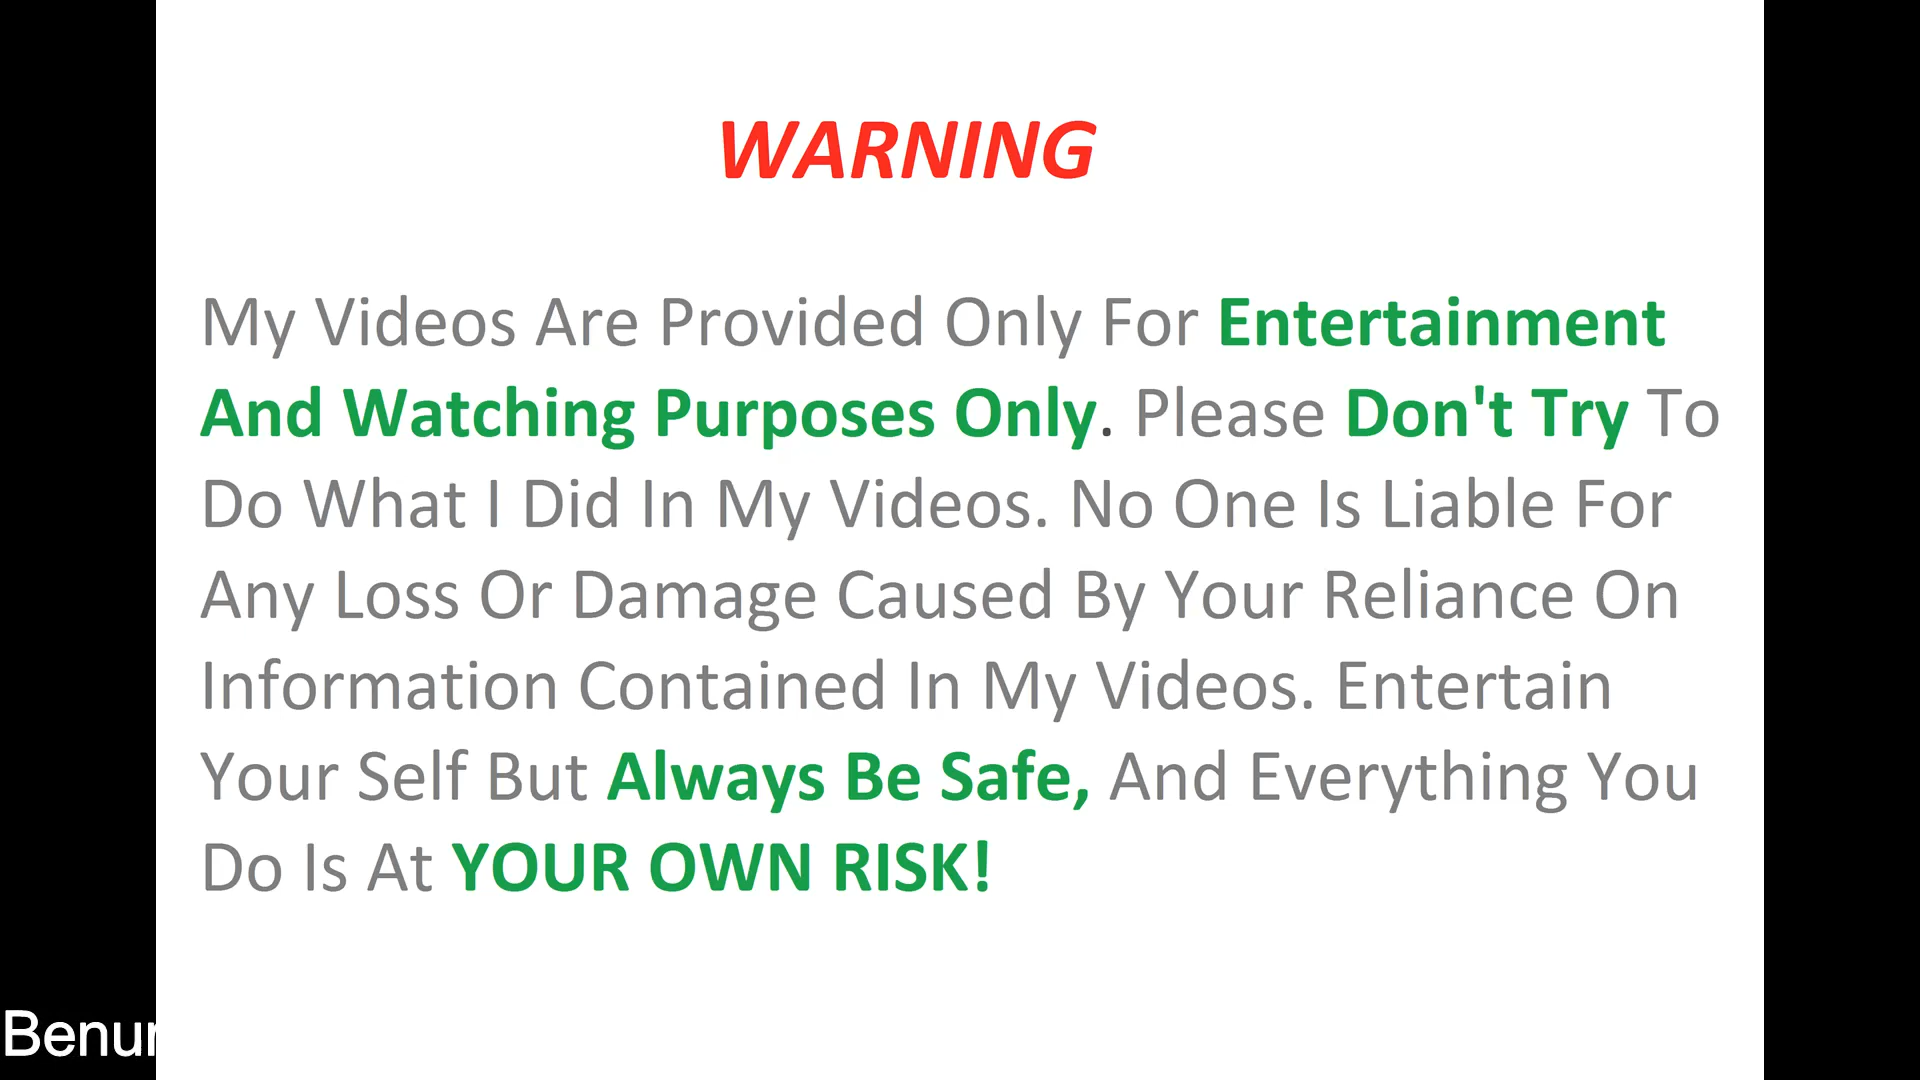 WARNING
My Videos Are Provided Only For Entertainment
And Watching Purposes Only. Please Don't Try To
Do What I Did In My Videos. No One Is Liable For
Any Loss Or Damage Caused By Your Reliance On
Information Contained In My Videos. Entertain
Your Self But Always Be Safe, And Everything You
Do Is At YOUR OWN RISK!